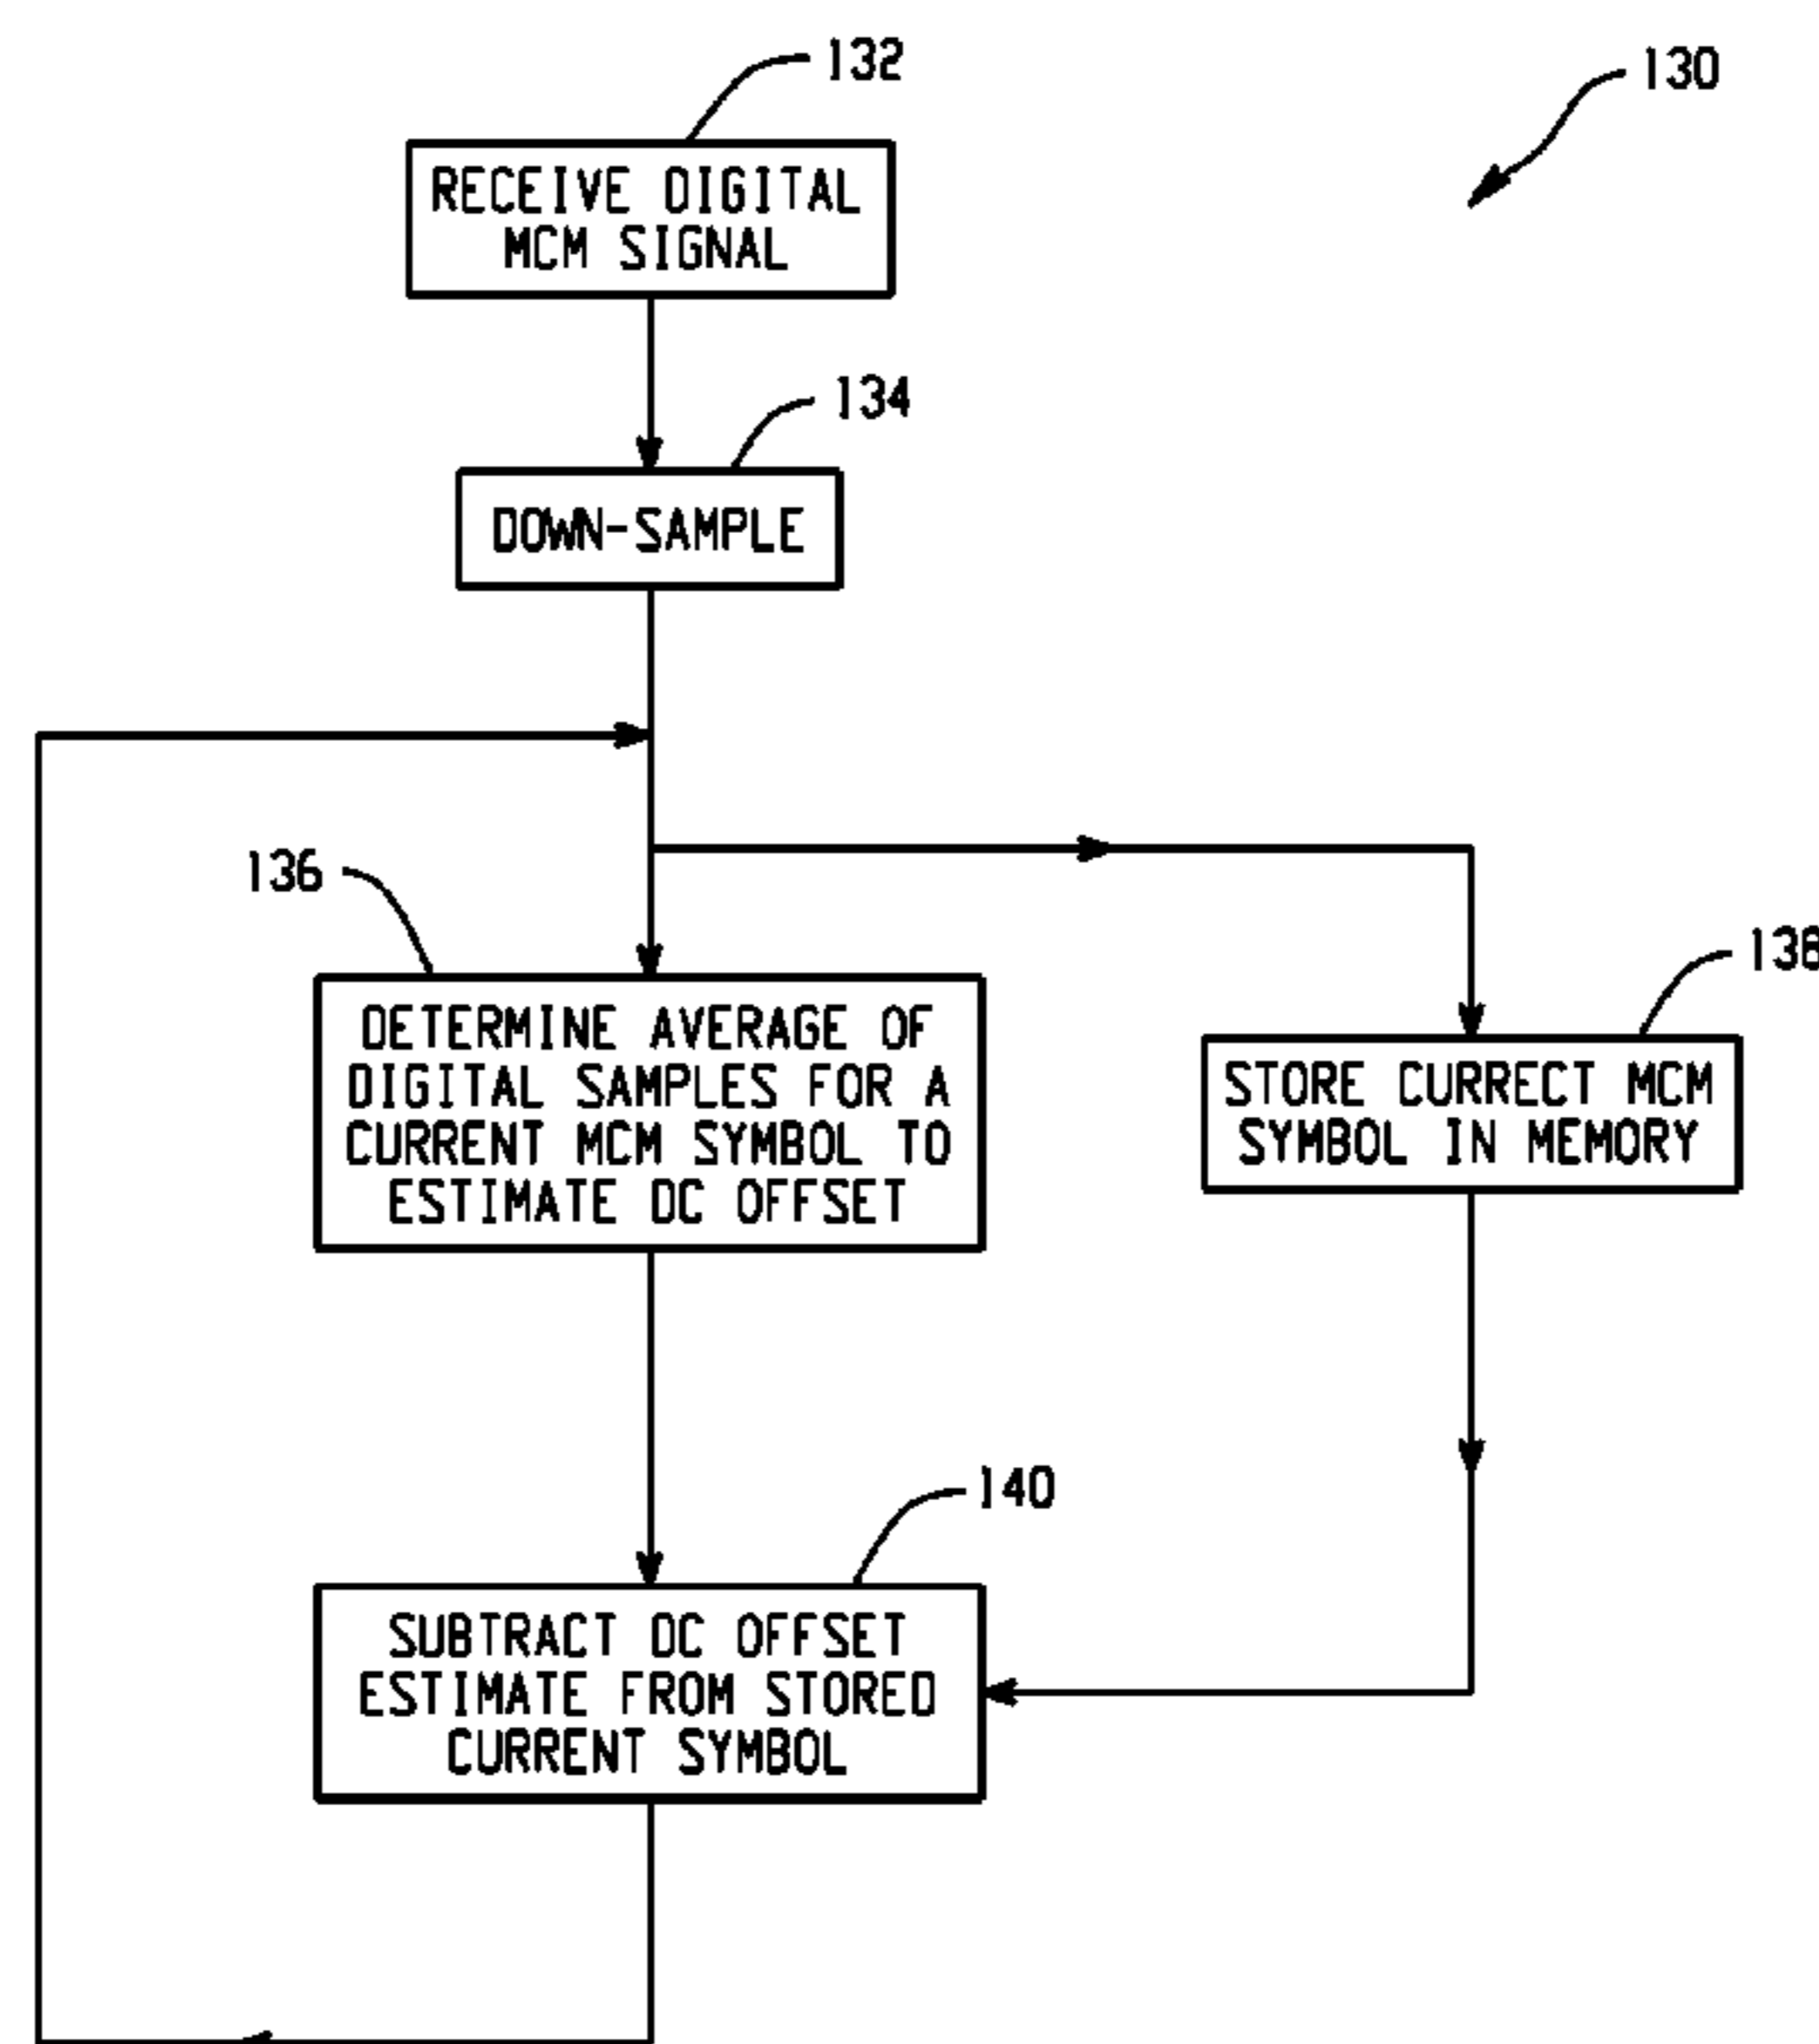 132
130
RECEIVE DIGITAL
MCM SIGNAL
134
DOWN-SAMPLE
136
138
DETERMINE AVERAGE OF
DIGITAL SAMPLES FOR A
CURRENT MCM SYMBOL TO
ESTIMATE DC OFFSET
STORE CURRECT MCM
SYMBOL IN MEMORY
140
SUBTRACT DC OFFSET
ESTIMATE FROM STORED
CURRENT SYMBOL